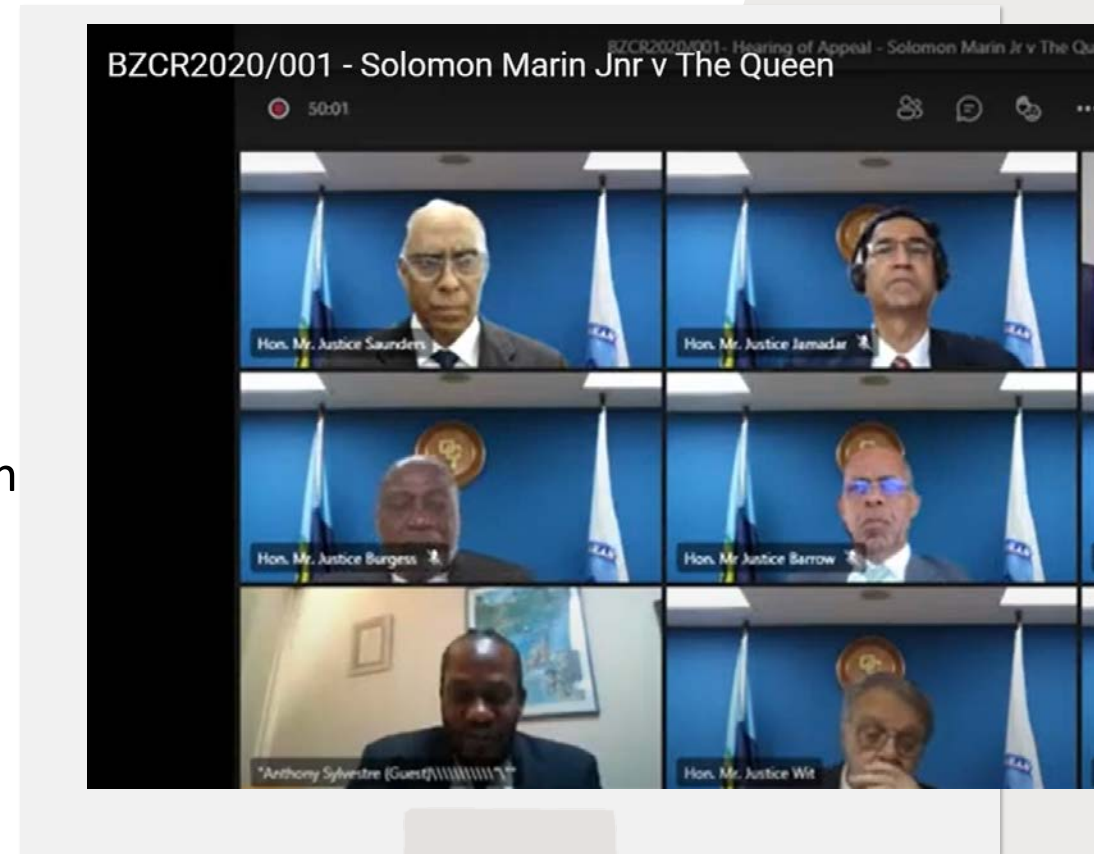 BZCR2020/001- Hearing of Appeal - Solomon Marin Jr v The Qu
BZCR2020/001 - Solomon Marin Jnr v The Queen
50:01
Hon. Mr. Justice Saunders
Hon. Mr. Justice Jamadar
n
Hon. Mr. Justice Burgess
Hon. Mr Justice Barrow
"Anthony Sylvestre (Guest)\\\\\\\\\\\\"\""
Hon. Mr. Justice Wit